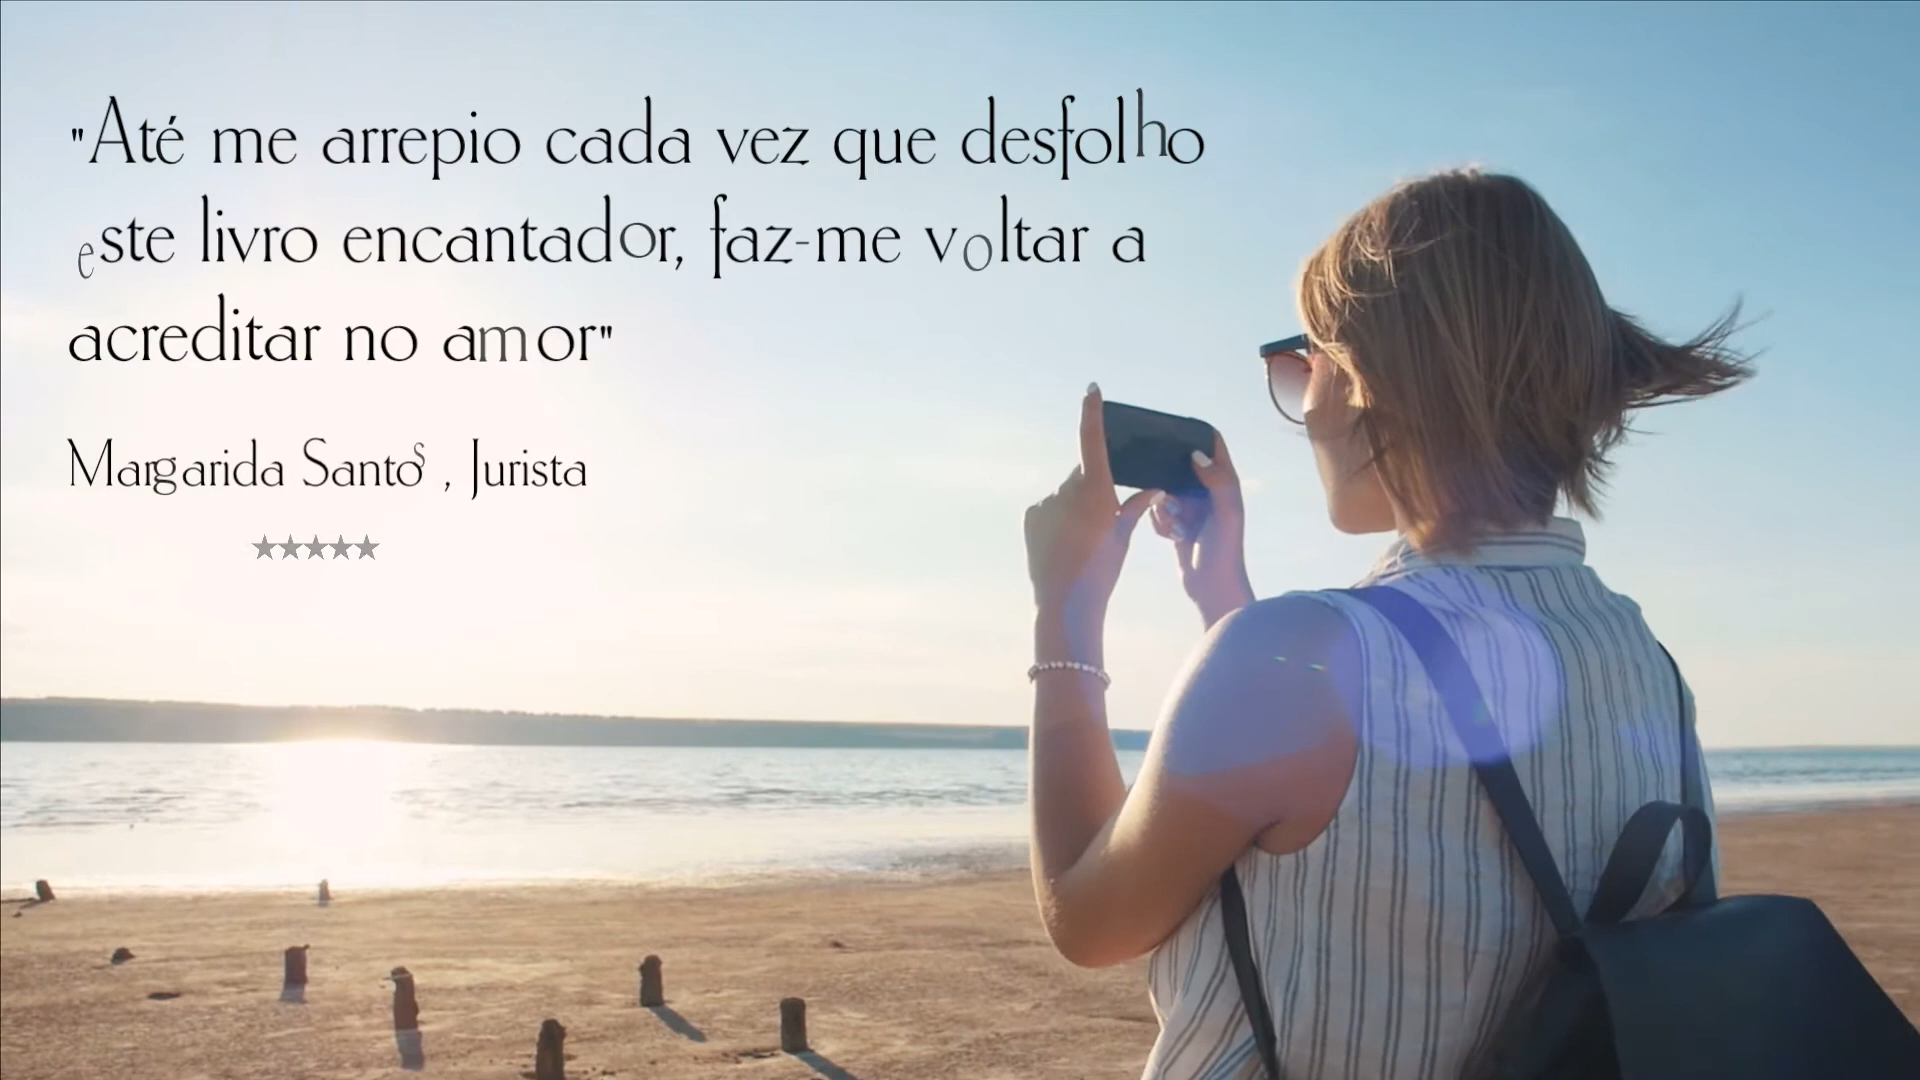 "Até me arrepio cada vez que desfolho
este livro encantador, faz-me voltar a
acreditar no amor"
Margarida Santos , Jurista
★★★★★